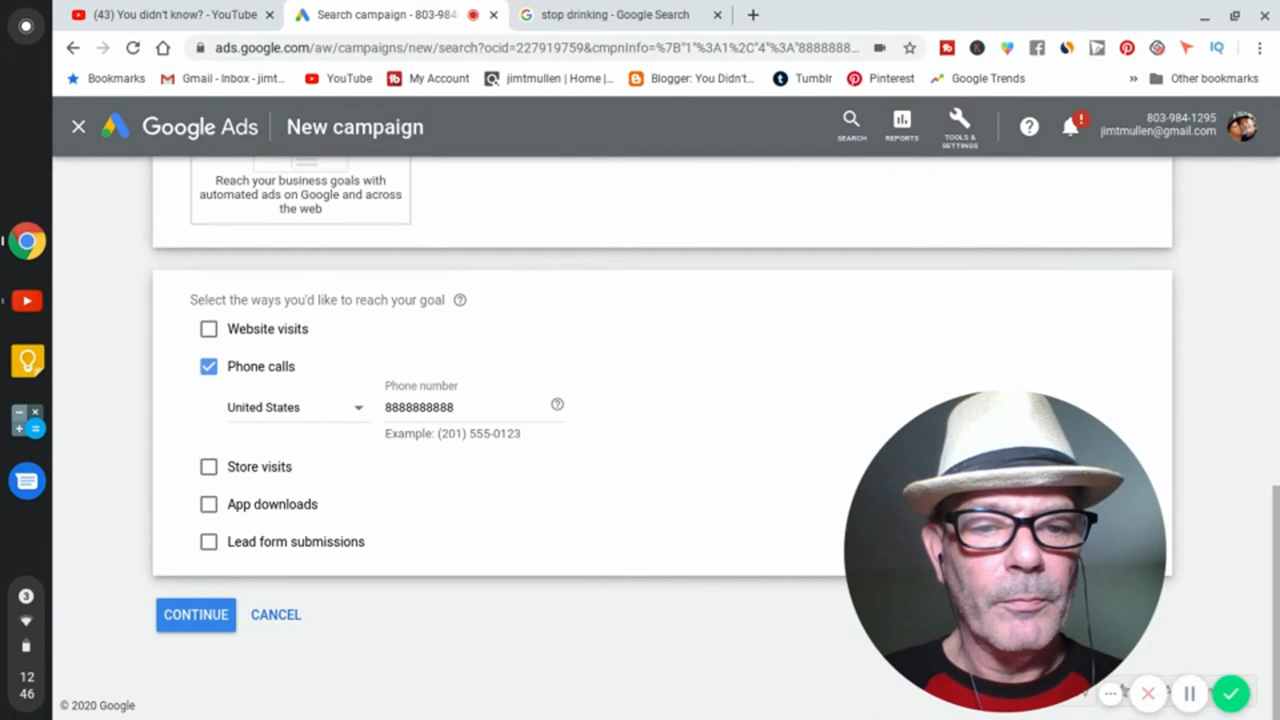 (43) You didn't know? - YouTube
Search campaign - 803-984-
stop drinking - Google Search
ads.google.com/aw/campaigns/new/search?ocid=227919759&cmpnInfo=%7B"1"%3A1%2C"4"%3A"8888888...
Bookmarks
Gmail - Inbox - jimt...
YouTube
My Account
jimtmullen | Home |...
Blogger: You Didn't...
Tumblr
Pinterest
Google Trends
»
Other bookmarks
Google Ads
New campaign
SEARCH
REPORTS
TOOLS &
SETTINGS
803-984-1295
jimtmullen@gmail.com
Reach your business goals with
automated ads on Google and across
the web
Select the ways you'd like to reach your goal
Website visits
Phone calls
Phone number
United States
8888888888
Example: (201) 555-0123
Store visits
App downloads
Lead form submissions
CONTINUE
CANCEL
3
12
46
© 2020 Google